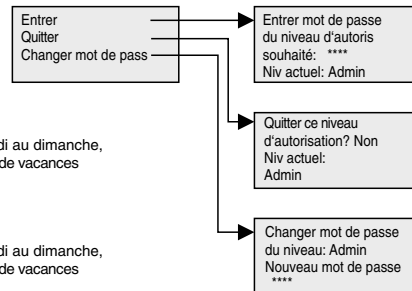 Entrer
Quitter
Changer mot de pass
Entrer mot de passe
du niveau d'autoris
souhaité: ****
Niv actuel: Admin
Quitter ce niveau
d'autorisation? Non
Niv actuel:
Admin
di au dimanche,
de vacances
di au dimanche,
de vacances
Changer mot de passe
du niveau: Admin
Nouveau mot de passe
****